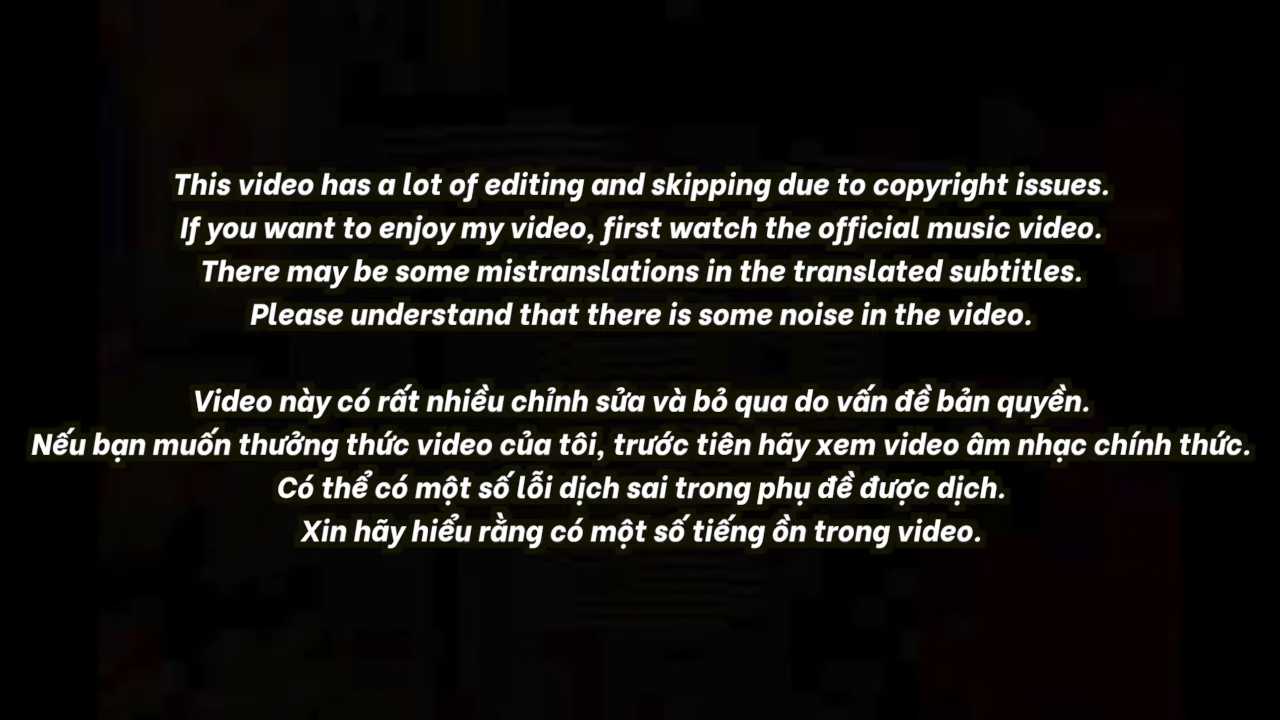 This video has a lot of editing and skipping due to copyright issues.
If you want to enjoy my video, first watch the official music video.
There may be some mistranslations in the translated subtitles.
Please understand that there is some noise in the video.
Video này có rất nhiều chỉnh sửa và bỏ qua do vấn đề bản quyền.
Nếu bạn muốn thưởng thức video của tôi, trước tiên hãy xem video âm nhạc chính thức.
Có thể có một số lỗi dịch sai trong phụ đề được dịch.
Xin hãy hiểu rằng có một số tiếng ồn trong video.